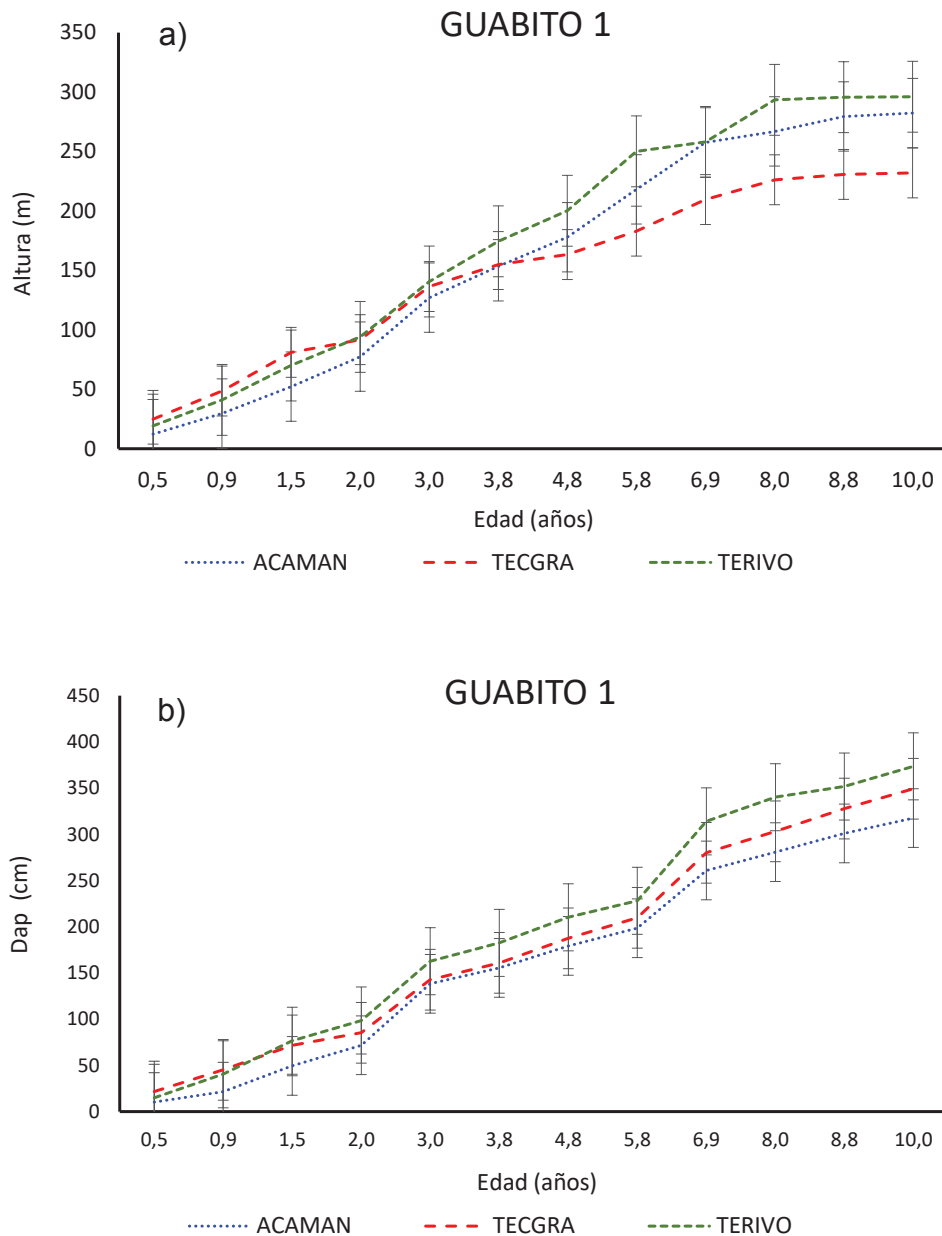 GUABITO 1
a)
350
300
250
200
150
100
50
0
Altura (m)
0,5 0,9 1,5 2,0 3,0 3,8 4,8 5,8 6,9 8,0 8,8 10,0
Edad (años)
ACAMAN TECGRA TERIVO
GUABITO 1
b)
450
400
350
300
250
200
150
100
50
0
Dap (cm)
0,5 0,9 1,5 2,0 3,0 3,8 4,8 5,8 6,9 8,0 8,8 10,0
Edad (años)
ACAMAN TECGRA TERIVO